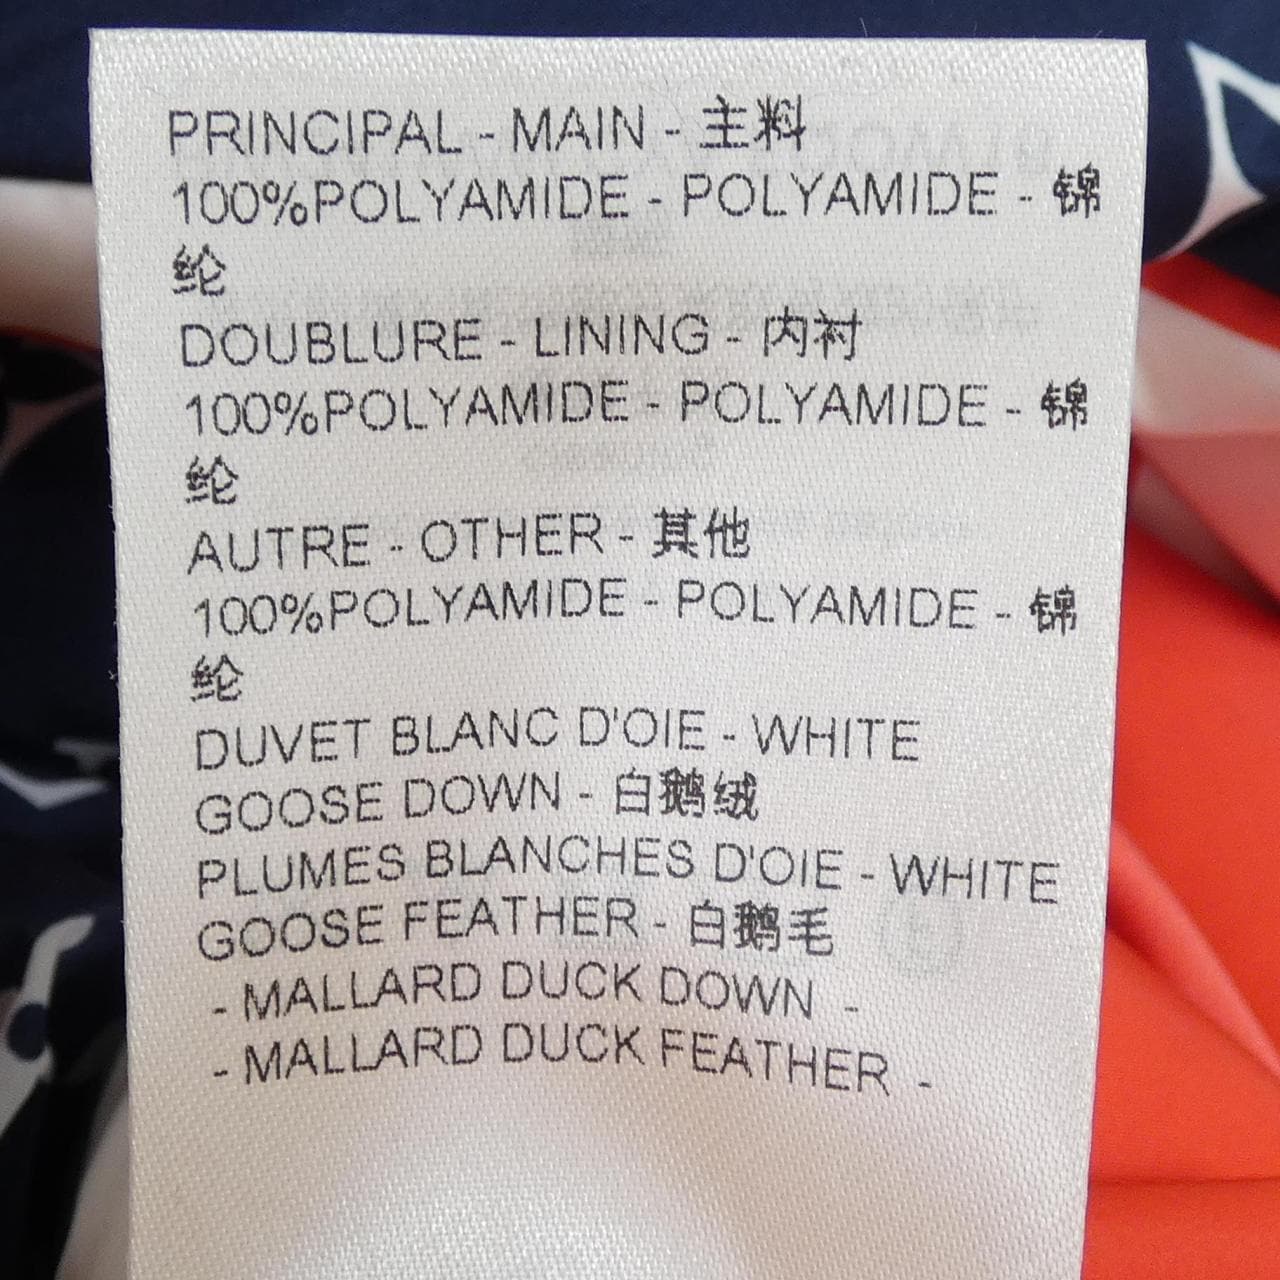 PRINCIPAL - MAIN - 主料
100%POLYAMIDE - POLYAMIDE - 锦
纶
DOUBLURE - LINING - 内衬
100%POLYAMIDE - POLYAMIDE - 锦
纶
AUTRE - OTHER - 其他
100%POLYAMIDE - POLYAMIDE - 锦
纶
DUVET BLANC D'OIE - WHITE
GOOSE DOWN - 白鹅绒
PLUMES BLANCHES D'OIE - WHITE
GOOSE FEATHER - 白鹅毛
- MALLARD DUCK DOWN -
- MALLARD DUCK FEATHER -